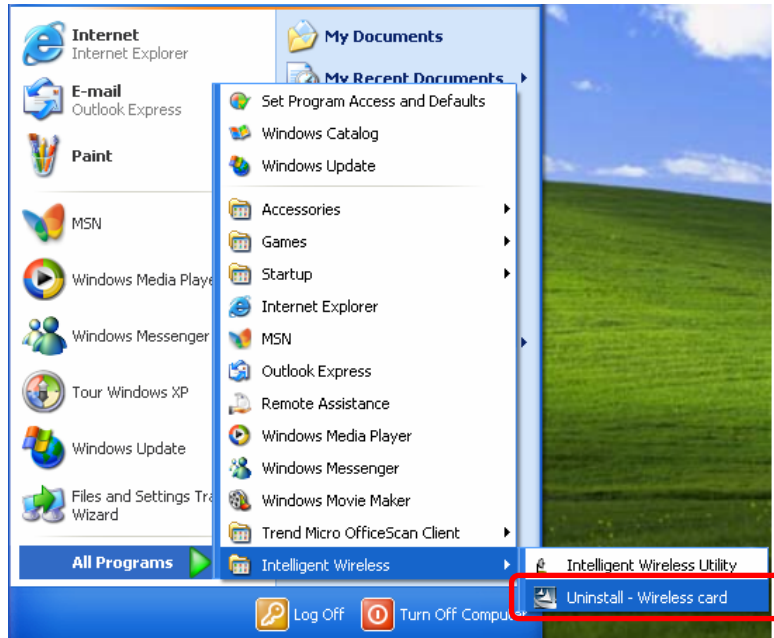 Internet
Internet Explorer
E-mail
Outlook Express
Paint
MSN
Windows Media Playe
Windows Messenger
Tour Windows XP
Windows Update
Files and Settings Tra
Wizard
All Programs
My Documents
My Recent Documents
Set Program Access and Defaults
Windows Catalog
Windows Update
Accessories
Games
Startup
Internet Explorer
MSN
Outlook Express
Remote Assistance
Windows Media Player
Windows Messenger
Windows Movie Maker
Trend Micro OfficeScan Client
Intelligent Wireless
Intelligent Wireless Utility
Uninstall - Wireless card
Log Off
Turn Off Computer